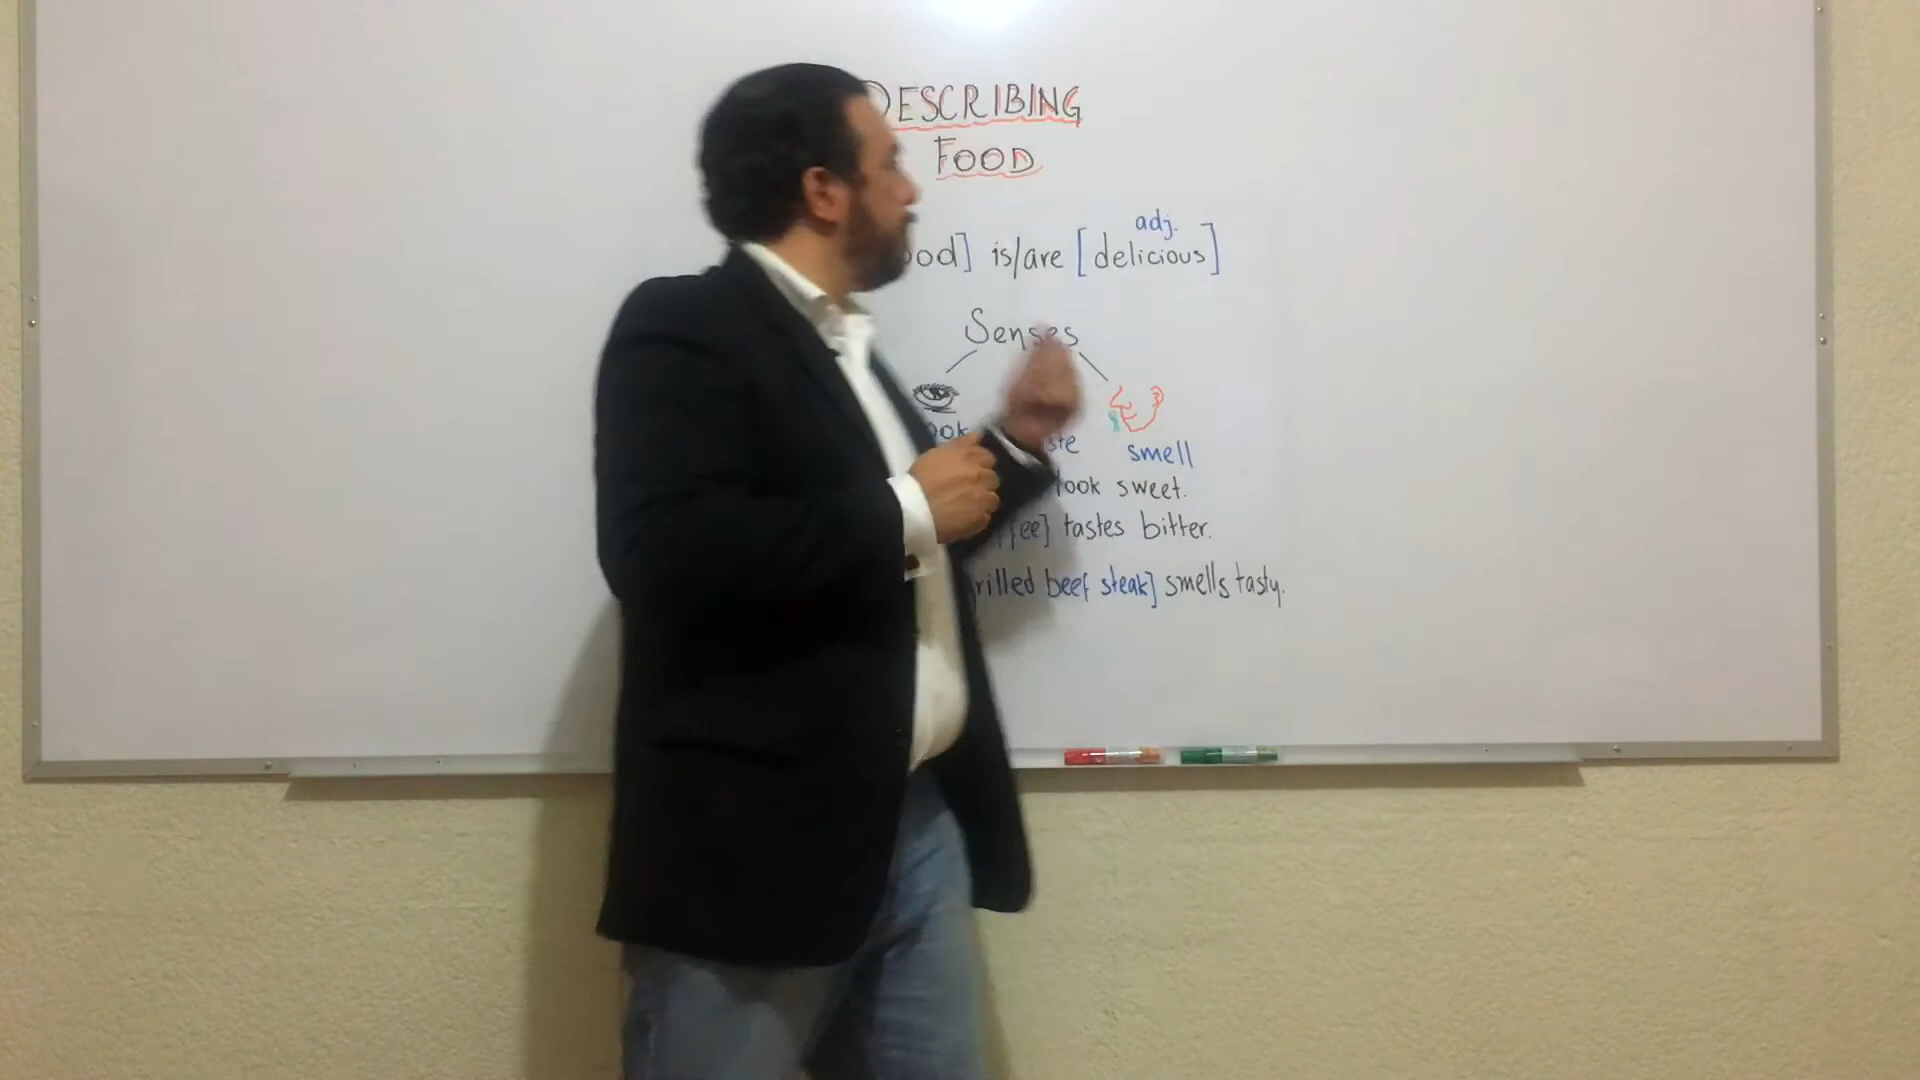 DESCRIBING
FOOD
adj.
ood] is/are [delicious]
Senses
ook ste smell
look sweet.
ee] tastes bitter.
rilled beef steak] smells tasty.